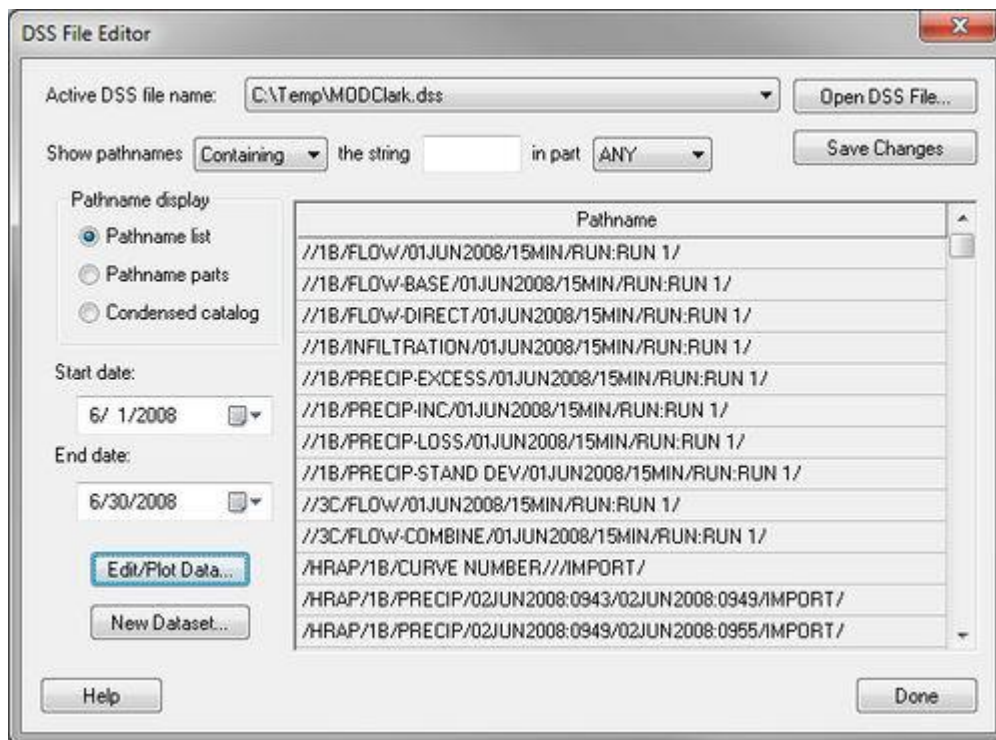 DSS File Editor
Active DSS file name: C:\Temp\MODClark.dss Open DSS File...
Show pathnames Containing the string in part ANY Save Changes
Pathname display
Pathname list
Pathname parts
Condensed catalog
Start date:
6/ 1/2008
End date:
6/30/2008
Edit/Plot Data...
New Dataset...
Pathname
//1B/FLOW/01JUN2008/15MIN/RUN:RUN 1/
//1B/FLOW-BASE/01JUN2008/15MIN/RUN:RUN 1/
//1B/FLOW-DIRECT/01JUN2008/15MIN/RUN:RUN 1/
//1B/INFILTRATION/01JUN2008/15MIN/RUN:RUN 1/
//1B/PRECIP-EXCESS/01JUN2008/15MIN/RUN:RUN 1/
//1B/PRECIP-INC/01JUN2008/15MIN/RUN:RUN 1/
//1B/PRECIP-LOSS/01JUN2008/15MIN/RUN:RUN 1/
//1B/PRECIP-STAND DEV/01JUN2008/15MIN/RUN:RUN 1/
//3C/FLOW/01JUN2008/15MIN/RUN:RUN 1/
//3C/FLOW-COMBINE/01JUN2008/15MIN/RUN:RUN 1/
/HRAP/1B/CURVE NUMBER///IMPORT/
/HRAP/1B/PRECIP/02JUN2008:0943/02JUN2008:0949/IMPORT/
/HRAP/1B/PRECIP/02JUN2008:0949/02JUN2008:0955/IMPORT/
Help Done